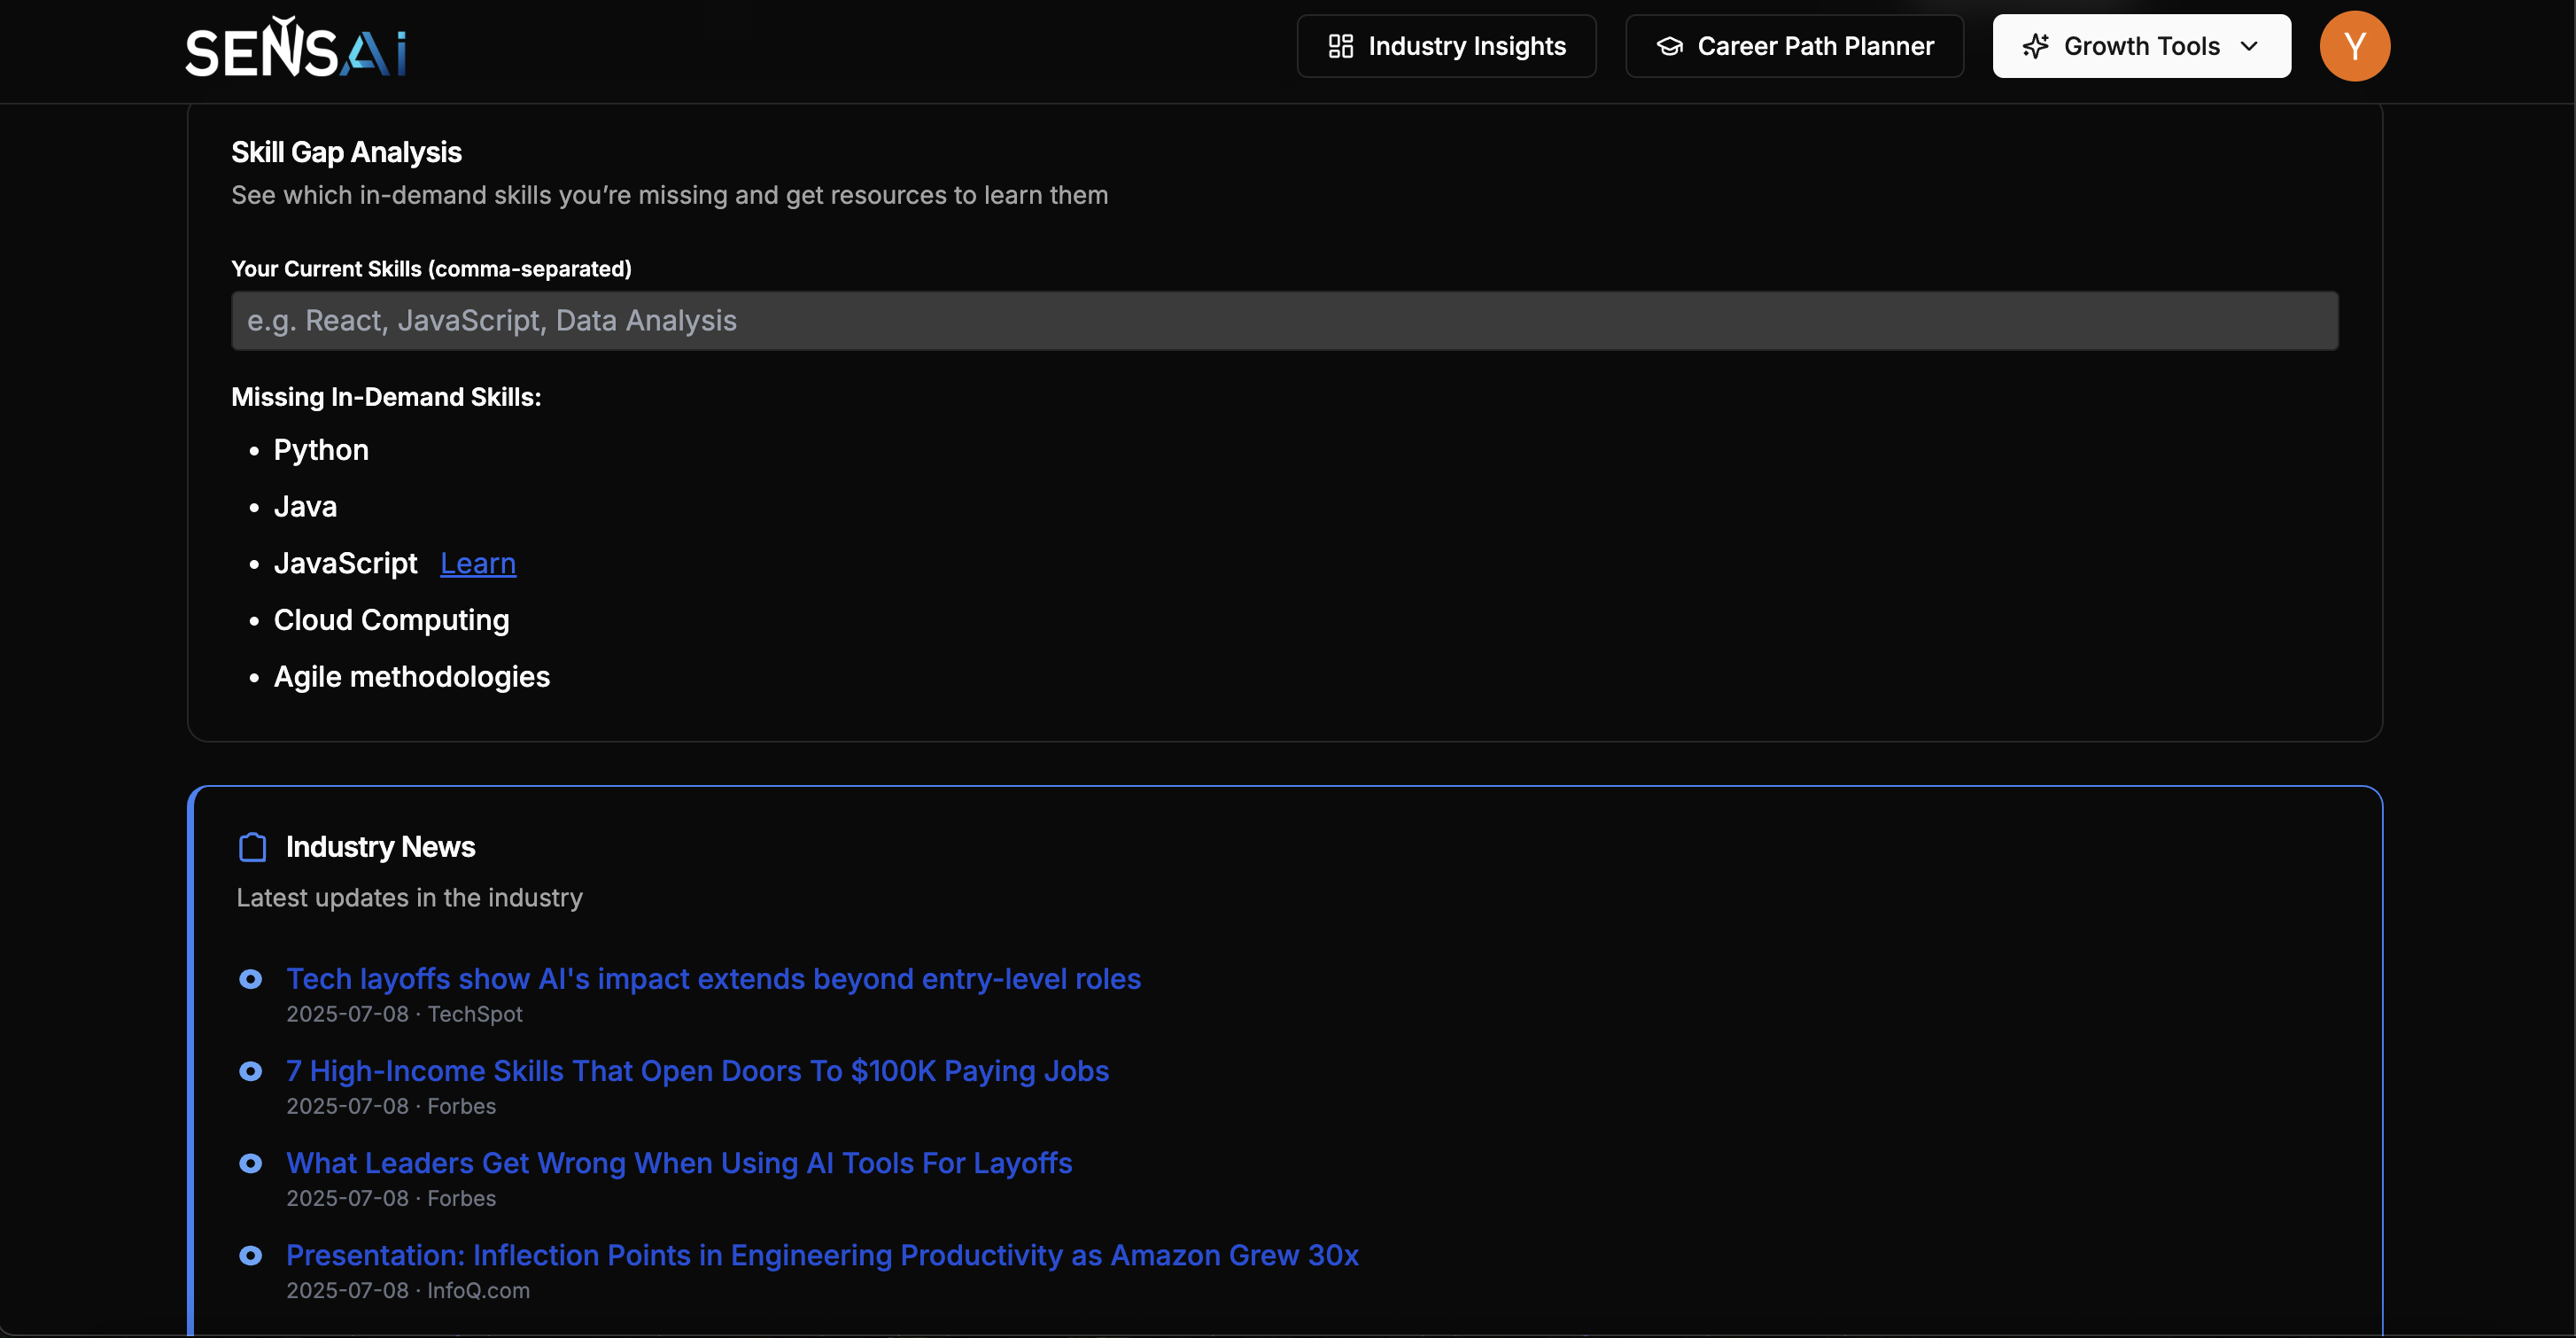 SENSAi
Industry Insights
Career Path Planner
Growth Tools
Y
Skill Gap Analysis
See which in-demand skills you’re missing and get resources to learn them
Your Current Skills (comma-separated)
e.g. React, JavaScript, Data Analysis
Missing In-Demand Skills:
• Python
• Java
• JavaScript Learn
• Cloud Computing
• Agile methodologies
Industry News
Latest updates in the industry
Tech layoffs show AI's impact extends beyond entry-level roles
2025-07-08 · TechSpot
7 High-Income Skills That Open Doors To $100K Paying Jobs
2025-07-08 · Forbes
What Leaders Get Wrong When Using AI Tools For Layoffs
2025-07-08 · Forbes
Presentation: Inflection Points in Engineering Productivity as Amazon Grew 30x
2025-07-08 · InfoQ.com